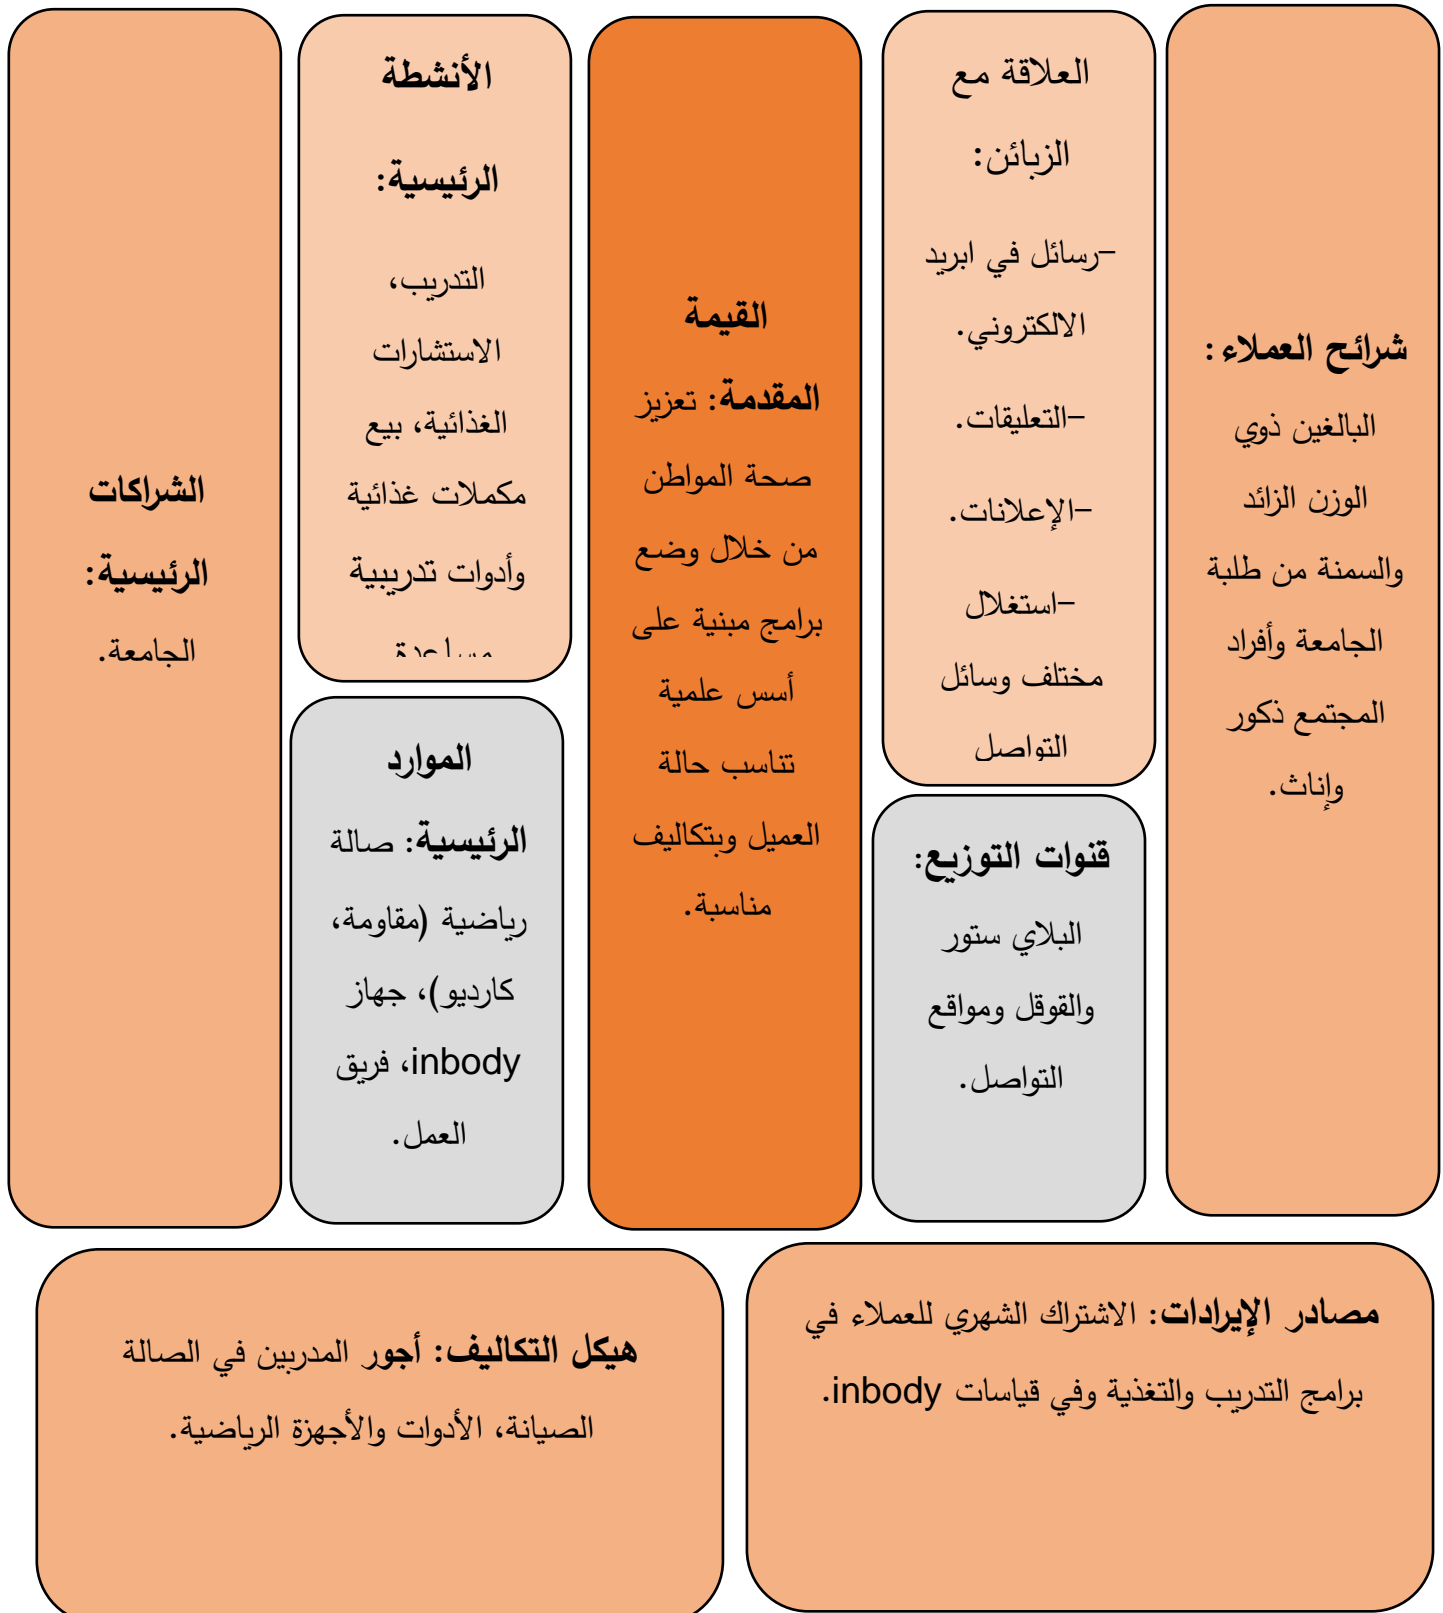 شرائح العملاء:
البالغين ذوي
الوزن الزائد
والسمنة من طلبة
الجامعة وأفراد
المجتمع ذكور
وإناث.
العلاقة مع
الزبائن:
-رسائل في ابريد
الالكتروني.
-التعليقات.
-الإعلانات.
-استغلال
مختلف وسائل
التواصل
قنوات التوزيع:
البلاي ستور
والقوقل ومواقع
التواصل.
القيمة
المقدمة: تعزيز
صحة المواطن
من خلال وضع
برامج مبنية على
أسس علمية
تناسب حالة
العميل وبتكاليف
مناسبة.
الأنشطة
الرئيسية:
التدريب،
الاستشارات
الغذائية، بيع
مكملات غذائية
وأدوات تدريبية
مساعدة
الموارد
الرئيسية: صالة
رياضية (مقاومة،
كارديو)، جهاز
inbody، فريق
العمل.
الشراكات
الرئيسية:
الجامعة.
مصادر الإيرادات: الاشتراك الشهري للعملاء في
برامج التدريب والتغذية وفي قياسات inbody.
هيكل التكاليف: أجور المدربين في الصالة
الصيانة، الأدوات والأجهزة الرياضية.